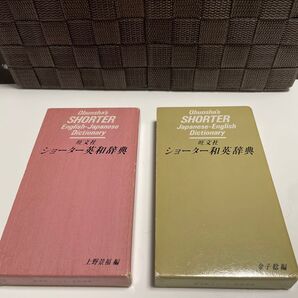 Obunsha's
SHORTER
English-Japanese
Dictionary
旺文社
ショーター英和辞典
上野景福 編
Obunsha's
SHORTER
Japanese-English
Dictionary
旺文社
ショーター和英辞典
金子稔 編